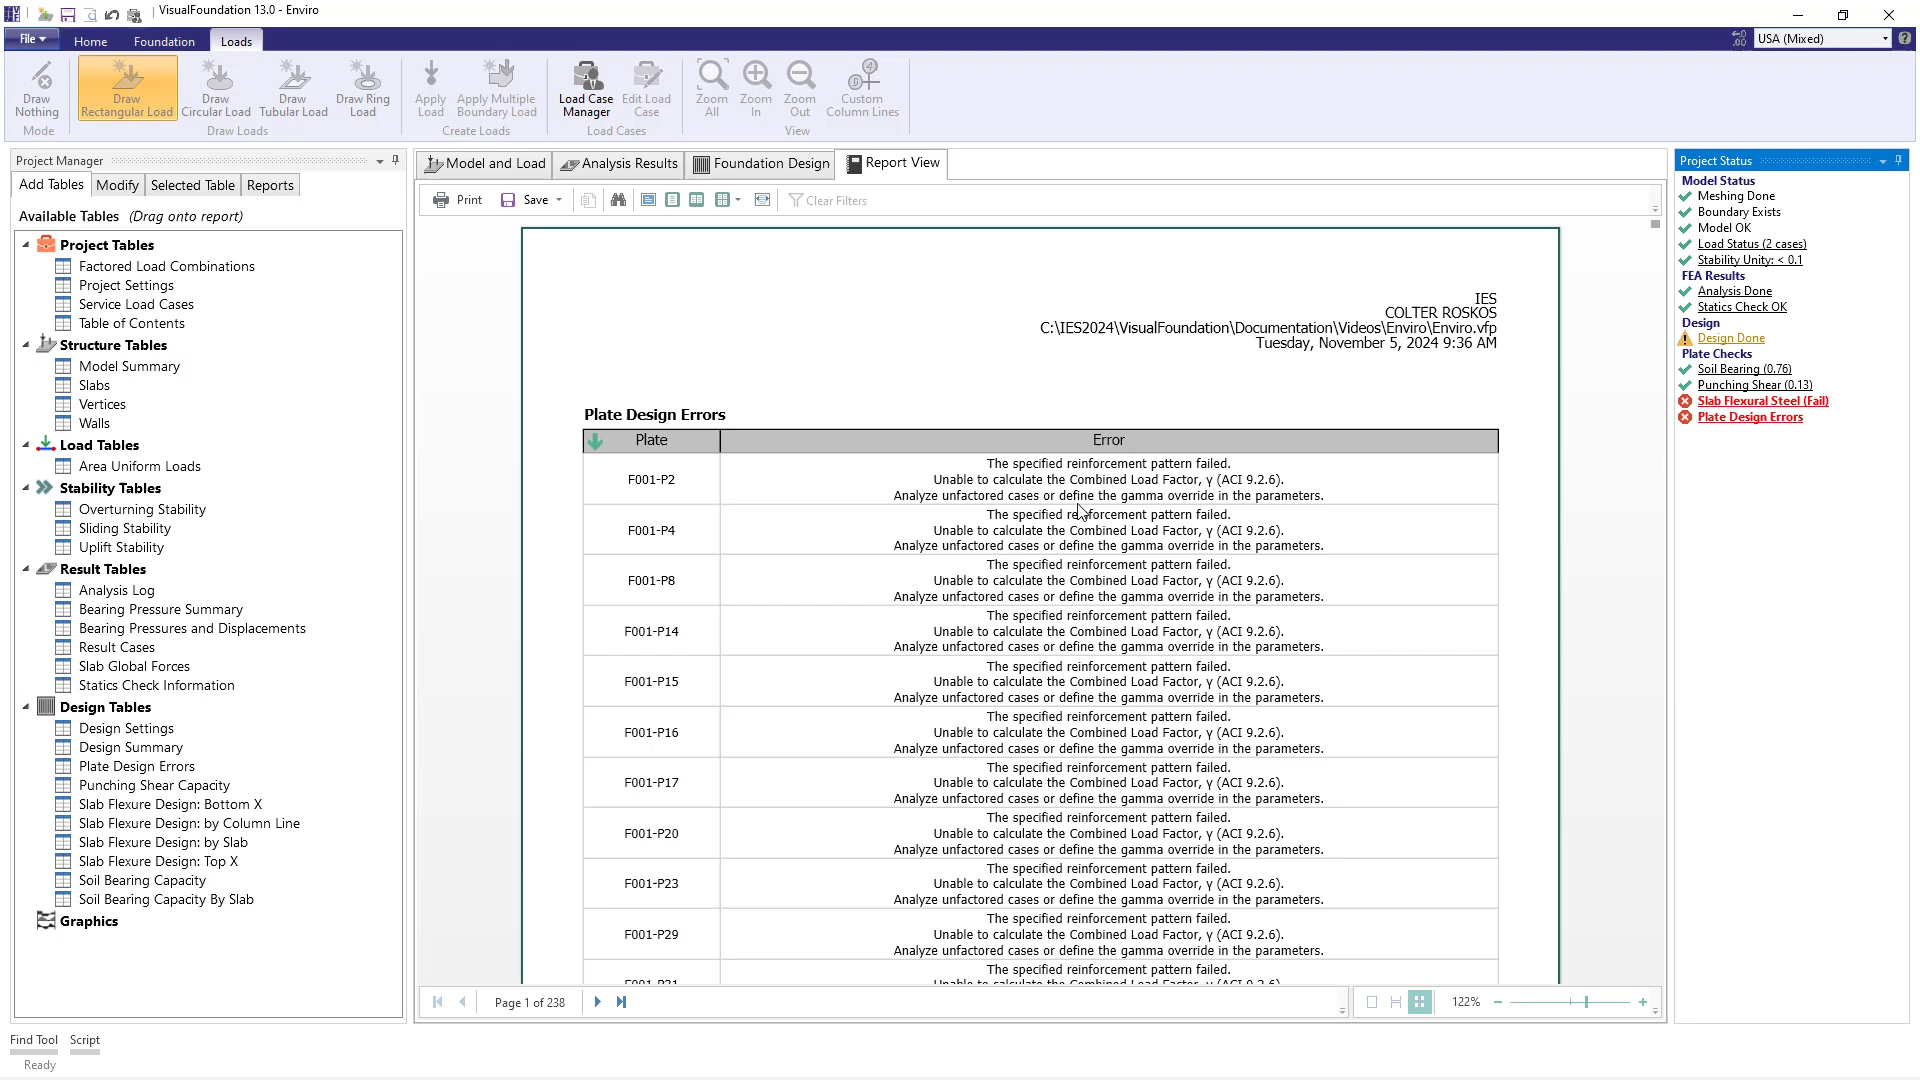 VisualFoundation 13.0 - Enviro
File
Home
Foundation
Loads
USA (Mixed)
Draw Nothing
Draw Rectangular Load
Draw Circular Load
Draw Tubular Load
Draw Ring Load
Apply Load
Apply Multiple Boundary Load
Load Case Manager
Edit Load Case
Zoom All
Zoom In
Zoom Out
Custom Column Lines
Mode
Draw Loads
Create Loads
Load Cases
View
Project Manager
Add Tables
Modify
Selected Table
Reports
Available Tables (Drag onto report)
Project Tables
Factored Load Combinations
Project Settings
Service Load Cases
Table of Contents
Structure Tables
Model Summary
Slabs
Vertices
Walls
Load Tables
Area Uniform Loads
Stability Tables
Overturning Stability
Sliding Stability
Uplift Stability
Result Tables
Analysis Log
Bearing Pressure Summary
Bearing Pressures and Displacements
Result Cases
Slab Global Forces
Statics Check Information
Design Tables
Design Settings
Design Summary
Plate Design Errors
Punching Shear Capacity
Slab Flexure Design: Bottom X
Slab Flexure Design: by Column Line
Slab Flexure Design: by Slab
Slab Flexure Design: Top X
Soil Bearing Capacity
Soil Bearing Capacity By Slab
Graphics
Model and Load
Analysis Results
Foundation Design
Report View
Print
Save
Clear Filters
IES
COLTER ROSKOS
C:\IES2024\VisualFoundation\Documentation\Videos\Enviro\Enviro.vfp
Tuesday, November 5, 2024 9:36 AM
Plate Design Errors
Plate Error
The specified reinforcement pattern failed.
F001-P2 Unable to calculate the Combined Load Factor, γ (ACI 9.2.6).
Analyze unfactored cases or define the gamma override in the parameters.
The specified reinforcement pattern failed.
F001-P4 Unable to calculate the Combined Load Factor, γ (ACI 9.2.6).
Analyze unfactored cases or define the gamma override in the parameters.
The specified reinforcement pattern failed.
F001-P8 Unable to calculate the Combined Load Factor, γ (ACI 9.2.6).
Analyze unfactored cases or define the gamma override in the parameters.
The specified reinforcement pattern failed.
F001-P14 Unable to calculate the Combined Load Factor, γ (ACI 9.2.6).
Analyze unfactored cases or define the gamma override in the parameters.
The specified reinforcement pattern failed.
F001-P15 Unable to calculate the Combined Load Factor, γ (ACI 9.2.6).
Analyze unfactored cases or define the gamma override in the parameters.
The specified reinforcement pattern failed.
F001-P16 Unable to calculate the Combined Load Factor, γ (ACI 9.2.6).
Analyze unfactored cases or define the gamma override in the parameters.
The specified reinforcement pattern failed.
F001-P17 Unable to calculate the Combined Load Factor, γ (ACI 9.2.6).
Analyze unfactored cases or define the gamma override in the parameters.
The specified reinforcement pattern failed.
F001-P20 Unable to calculate the Combined Load Factor, γ (ACI 9.2.6).
Analyze unfactored cases or define the gamma override in the parameters.
The specified reinforcement pattern failed.
F001-P23 Unable to calculate the Combined Load Factor, γ (ACI 9.2.6).
Analyze unfactored cases or define the gamma override in the parameters.
The specified reinforcement pattern failed.
F001-P29 Unable to calculate the Combined Load Factor, γ (ACI 9.2.6).
Analyze unfactored cases or define the gamma override in the parameters.
The specified reinforcement pattern failed.
Page 1 of 238
122%
Project Status
Model Status
Meshing Done
Boundary Exists
Model OK
Load Status (2 cases)
Stability Unity: < 0.1
FEA Results
Analysis Done
Statics Check OK
Design
Design Done
Plate Checks
Soil Bearing (0.76)
Punching Shear (0.13)
Slab Flexural Steel (Fail)
Plate Design Errors
Find Tool
Script
Ready